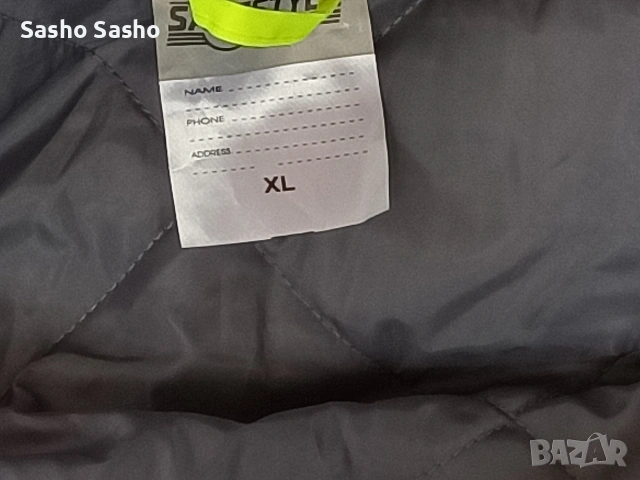 Sasho Sasho
NAME
PHONE
ADDRESS
XL
BAZAR